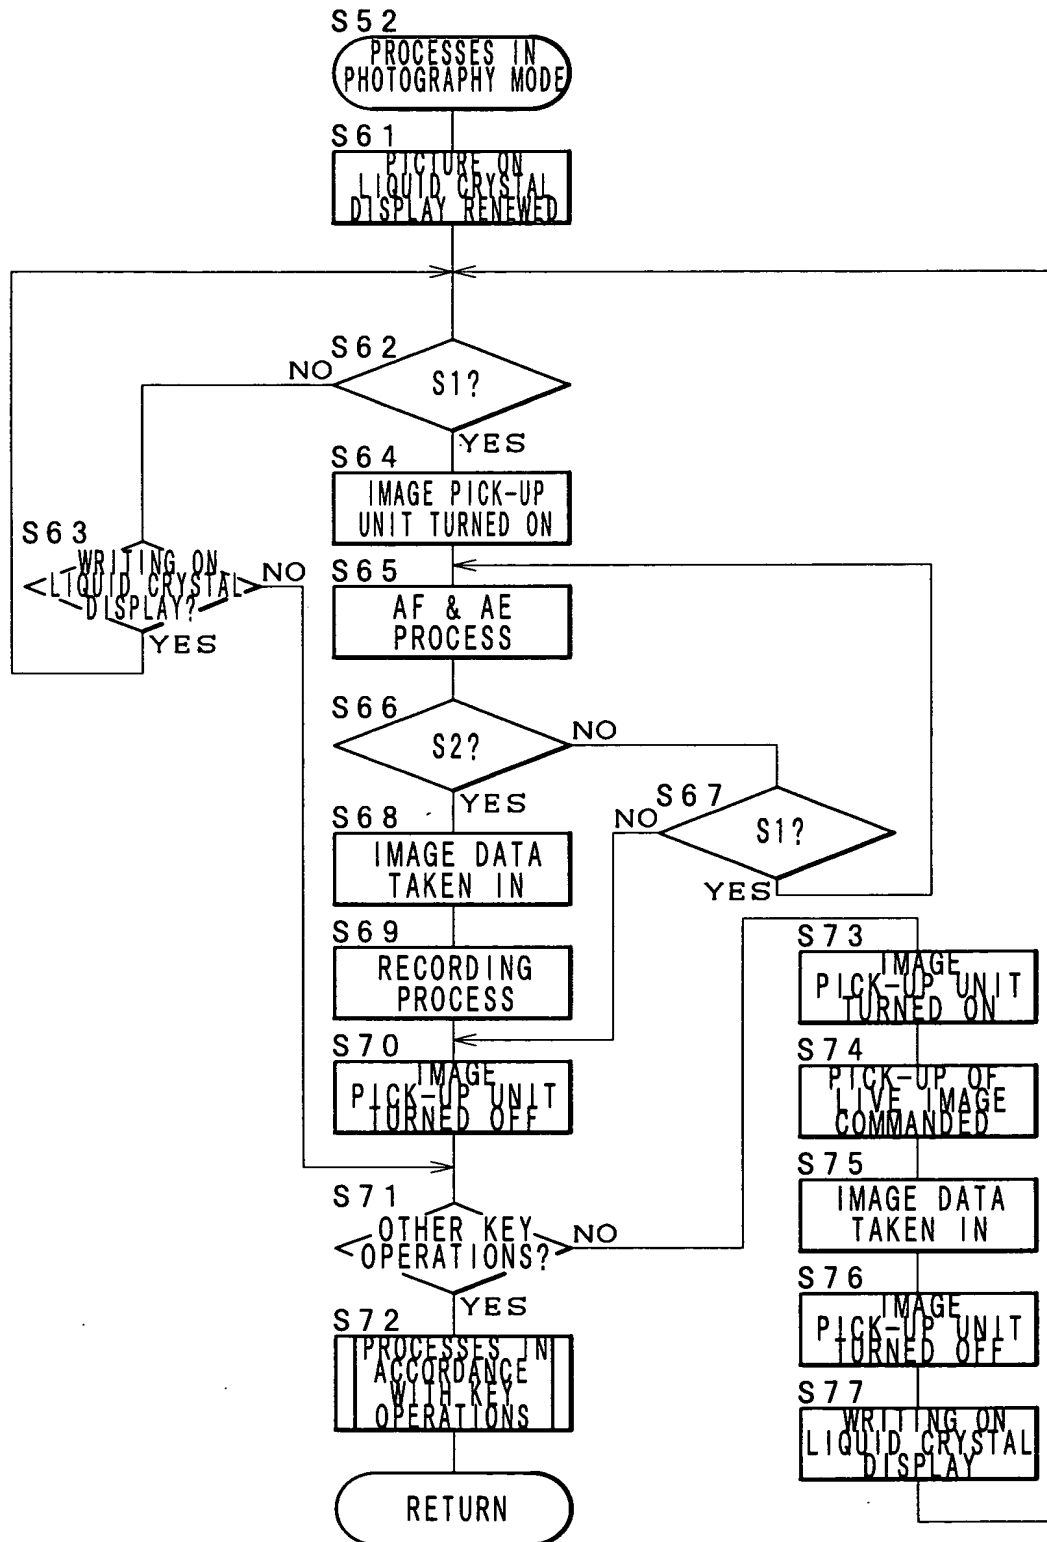 S52
PROCESSES IN
PHOTOGRAPHY MODE
S61
PICTURE ON
LIQUID CRYSTAL
DISPLAY RENEWED
S62
NO
S1?
YES
S64
IMAGE PICK-UP
UNIT TURNED ON
S63
WRITING ON
LIQUID CRYSTAL
DISPLAY?
NO
YES
S65
AF & AE
PROCESS
S66
S2?
NO
YES
S67
NO
S1?
YES
S68
IMAGE DATA
TAKEN IN
S69
RECORDING
PROCESS
S70
IMAGE
PICK-UP UNIT
TURNED OFF
S71
OTHER KEY
OPERATIONS?
NO
YES
S72
PROCESSES IN
ACCORDANCE
WITH KEY
OPERATIONS
RETURN
S73
IMAGE
PICK-UP UNIT
TURNED ON
S74
PICK-UP OF
LIVE IMAGE
COMMANDED
S75
IMAGE DATA
TAKEN IN
S76
IMAGE
PICK-UP UNIT
TURNED OFF
S77
WRITING ON
LIQUID CRYSTAL
DISPLAY